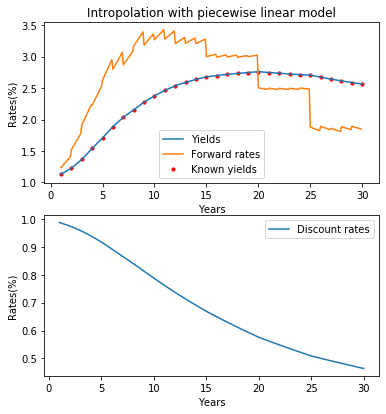 Intropolation with piecewise linear model
Rates(%)
3.5
3.0
2.5
2.0
1.5
1.0
Yields
Forward rates
Known yields
0 5 10 15 20 25 30
Years
Rates(%)
1.0
0.9
0.8
0.7
0.6
0.5
Discount rates
0 5 10 15 20 25 30
Years